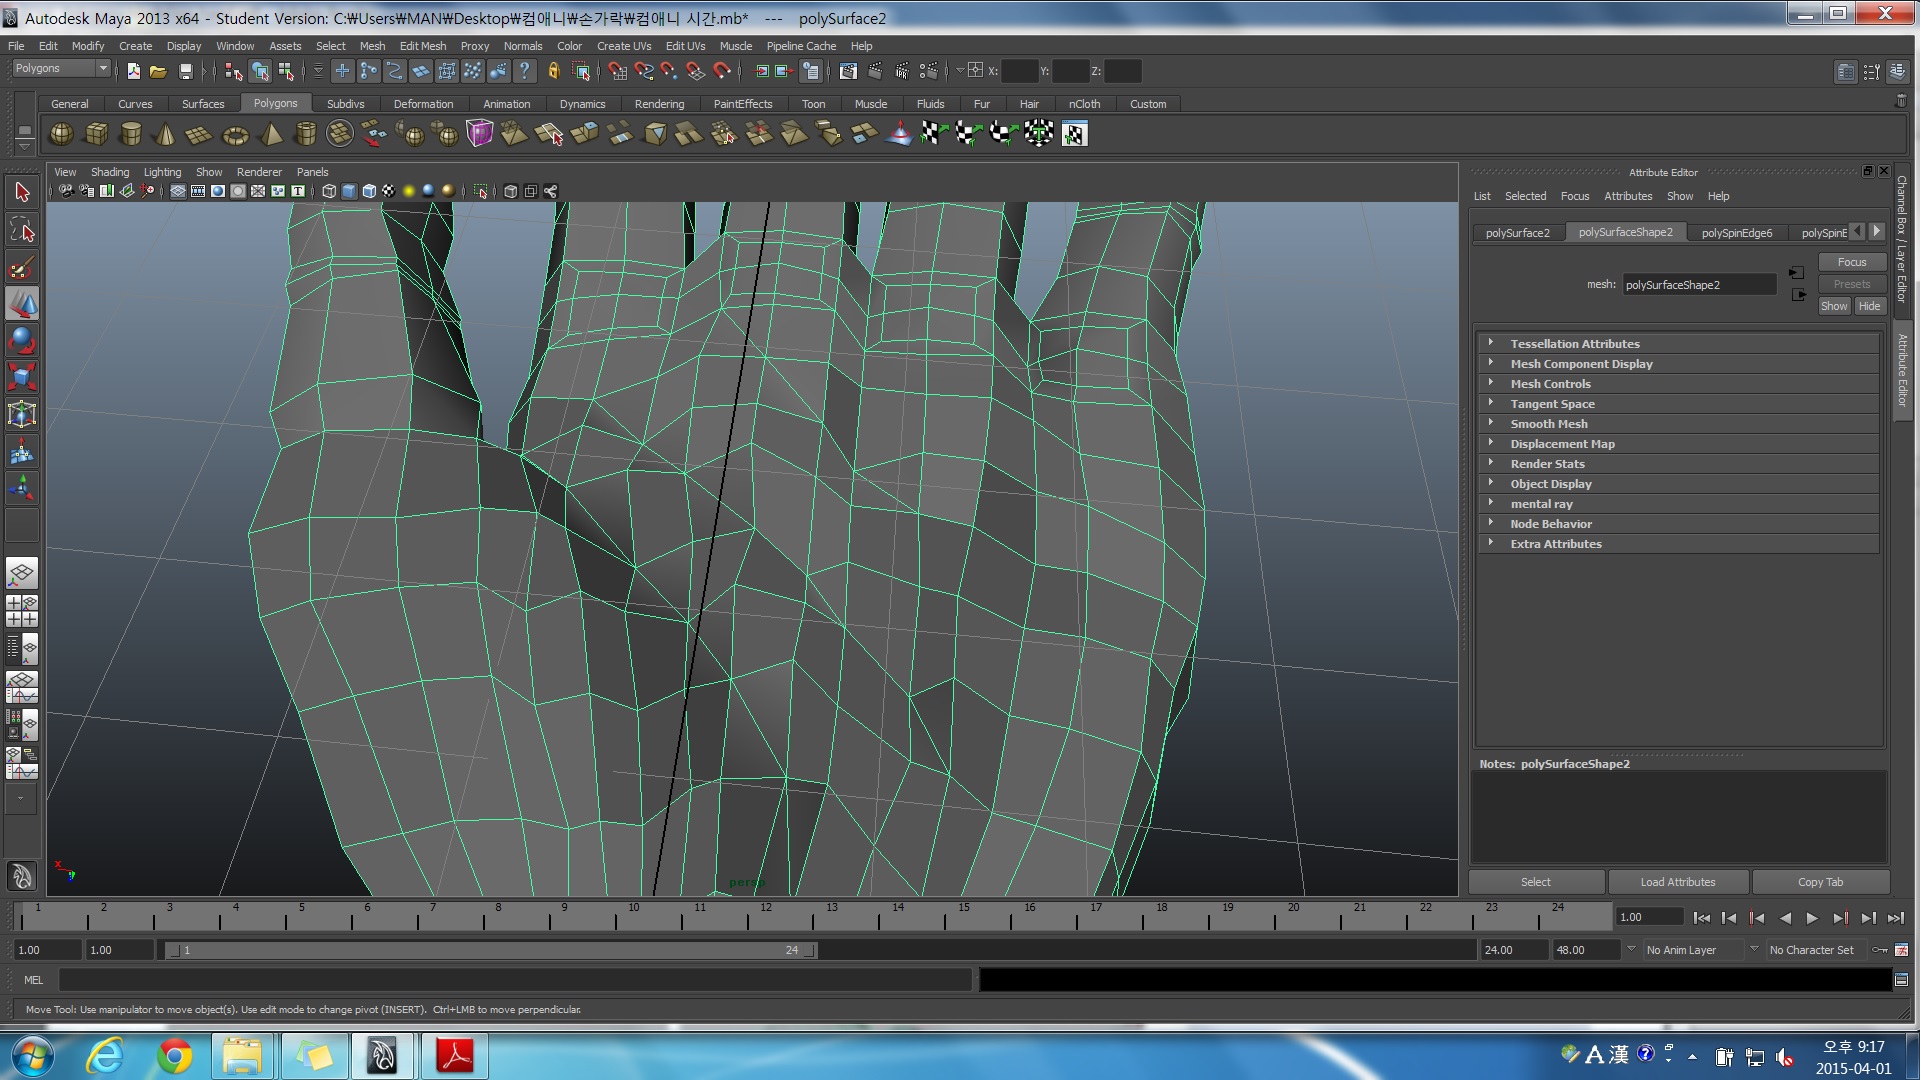 Autodesk Maya 2013 x64 - Student Version: C:₩Users₩MAN₩Desktop₩컴애니₩손가락₩컴애니 시간.mb*   ---   polySurface2
File Edit Modify Create Display Window Assets Select Mesh Edit Mesh Proxy Normals Color Create UVs Edit UVs Muscle Pipeline Cache Help
Polygons X: Y: Z:
General Curves Surfaces Polygons Subdivs Deformation Animation Dynamics Rendering PaintEffects Toon Muscle Fluids Fur Hair nCloth Custom
View Shading Lighting Show Renderer Panels
persp
Attribute Editor
List Selected Focus Attributes Show Help
polySurface2 polySurfaceShape2 polySpinEdge6 polySpinE
Focus
mesh: polySurfaceShape2 Presets
Show Hide
Tessellation Attributes
Mesh Component Display
Mesh Controls
Tangent Space
Smooth Mesh
Displacement Map
Render Stats
Object Display
mental ray
Node Behavior
Extra Attributes
Notes: polySurfaceShape2
Select Load Attributes Copy Tab
Channel Box / Layer Editor
Attribute Editor
1 2 3 4 5 6 7 8 9 10 11 12 13 14 15 16 17 18 19 20 21 22 23 24 1.00
1.00 1.00 1 24 24.00 48.00 No Anim Layer No Character Set
MEL
Move Tool: Use manipulator to move object(s). Use edit mode to change pivot (INSERT).  Ctrl+LMB to move perpendicular.
A 漢 오후 9:17
2015-04-01